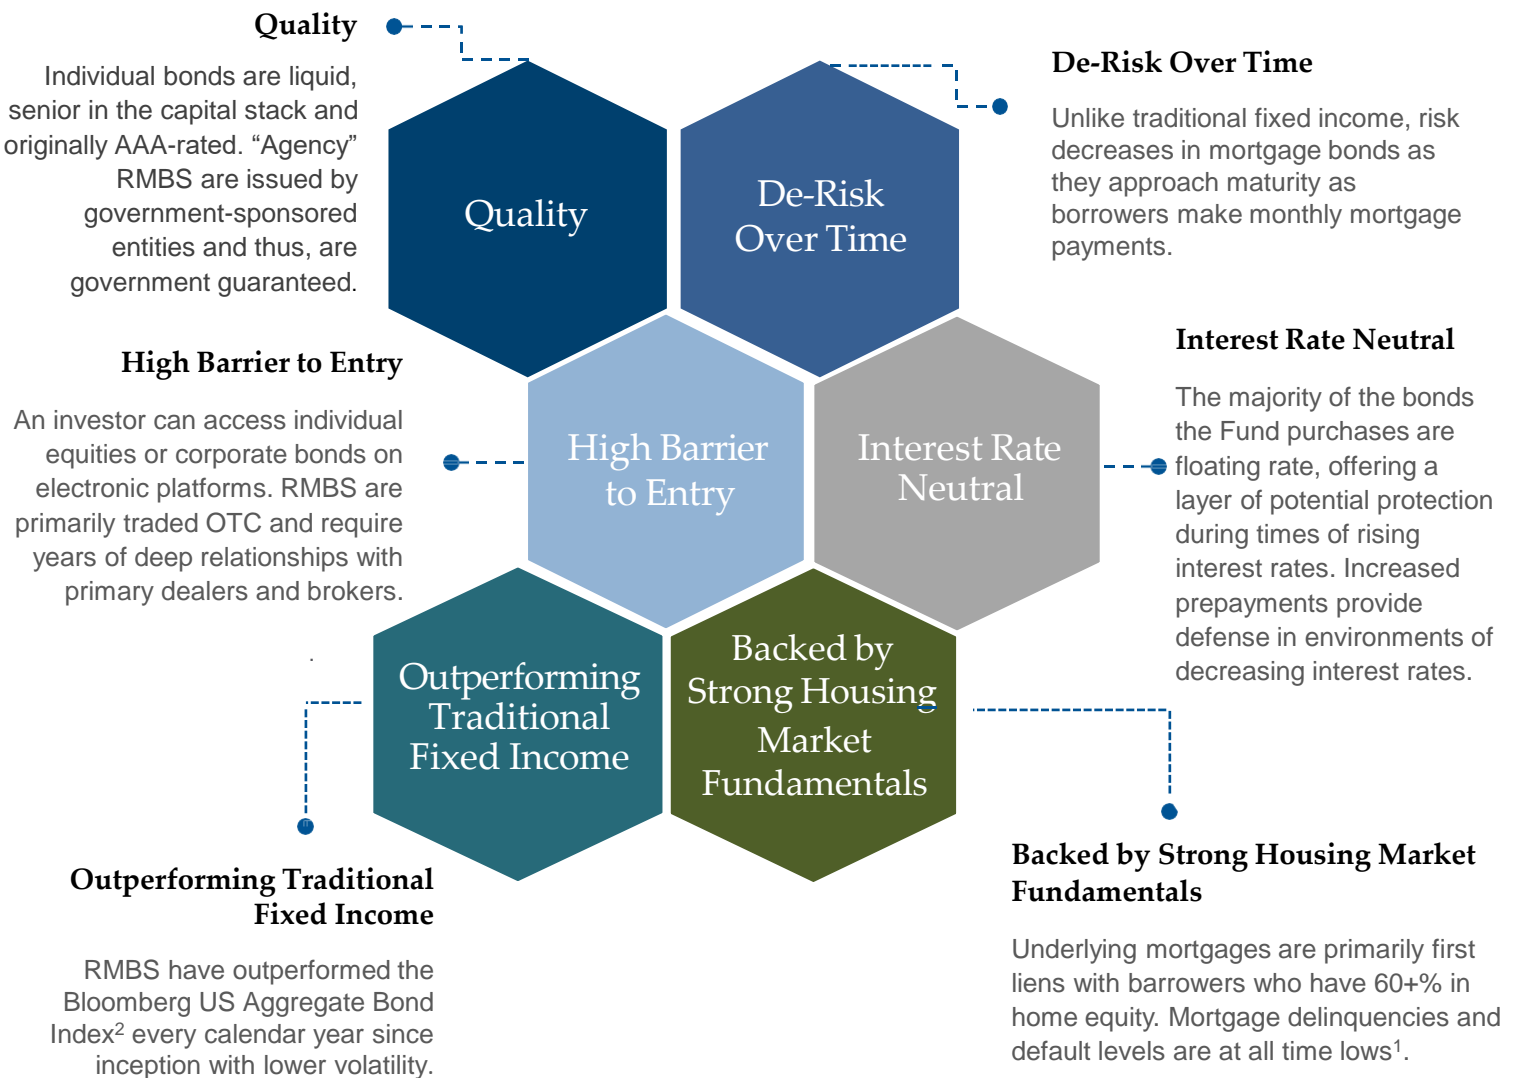 Quality
Individual bonds are liquid,
senior in the capital stack and
originally AAA-rated. “Agency”
RMBS are issued by
government-sponsored
entities and thus, are
government guaranteed.
High Barrier to Entry
An investor can access individual
equities or corporate bonds on
electronic platforms. RMBS are
primarily traded OTC and require
years of deep relationships with
primary dealers and brokers.
.
Outperforming Traditional
Fixed Income
RMBS have outperformed the
Bloomberg US Aggregate Bond
Index² every calendar year since
inception with lower volatility.
Quality
De-Risk
Over Time
High Barrier
to Entry
Interest Rate
Neutral
Outperforming
Traditional
Fixed Income
Backed by
Strong Housing
Market
Fundamentals
De-Risk Over Time
Unlike traditional fixed income, risk
decreases in mortgage bonds as
they approach maturity as
borrowers make monthly mortgage
payments.
Interest Rate Neutral
The majority of the bonds
the Fund purchases are
floating rate, offering a
layer of potential protection
during times of rising
interest rates. Increased
prepayments provide
defense in environments of
decreasing interest rates.
Backed by Strong Housing Market
Fundamentals
Underlying mortgages are primarily first
liens with barrowers who have 60+% in
home equity. Mortgage delinquencies and
default levels are at all time lows¹.